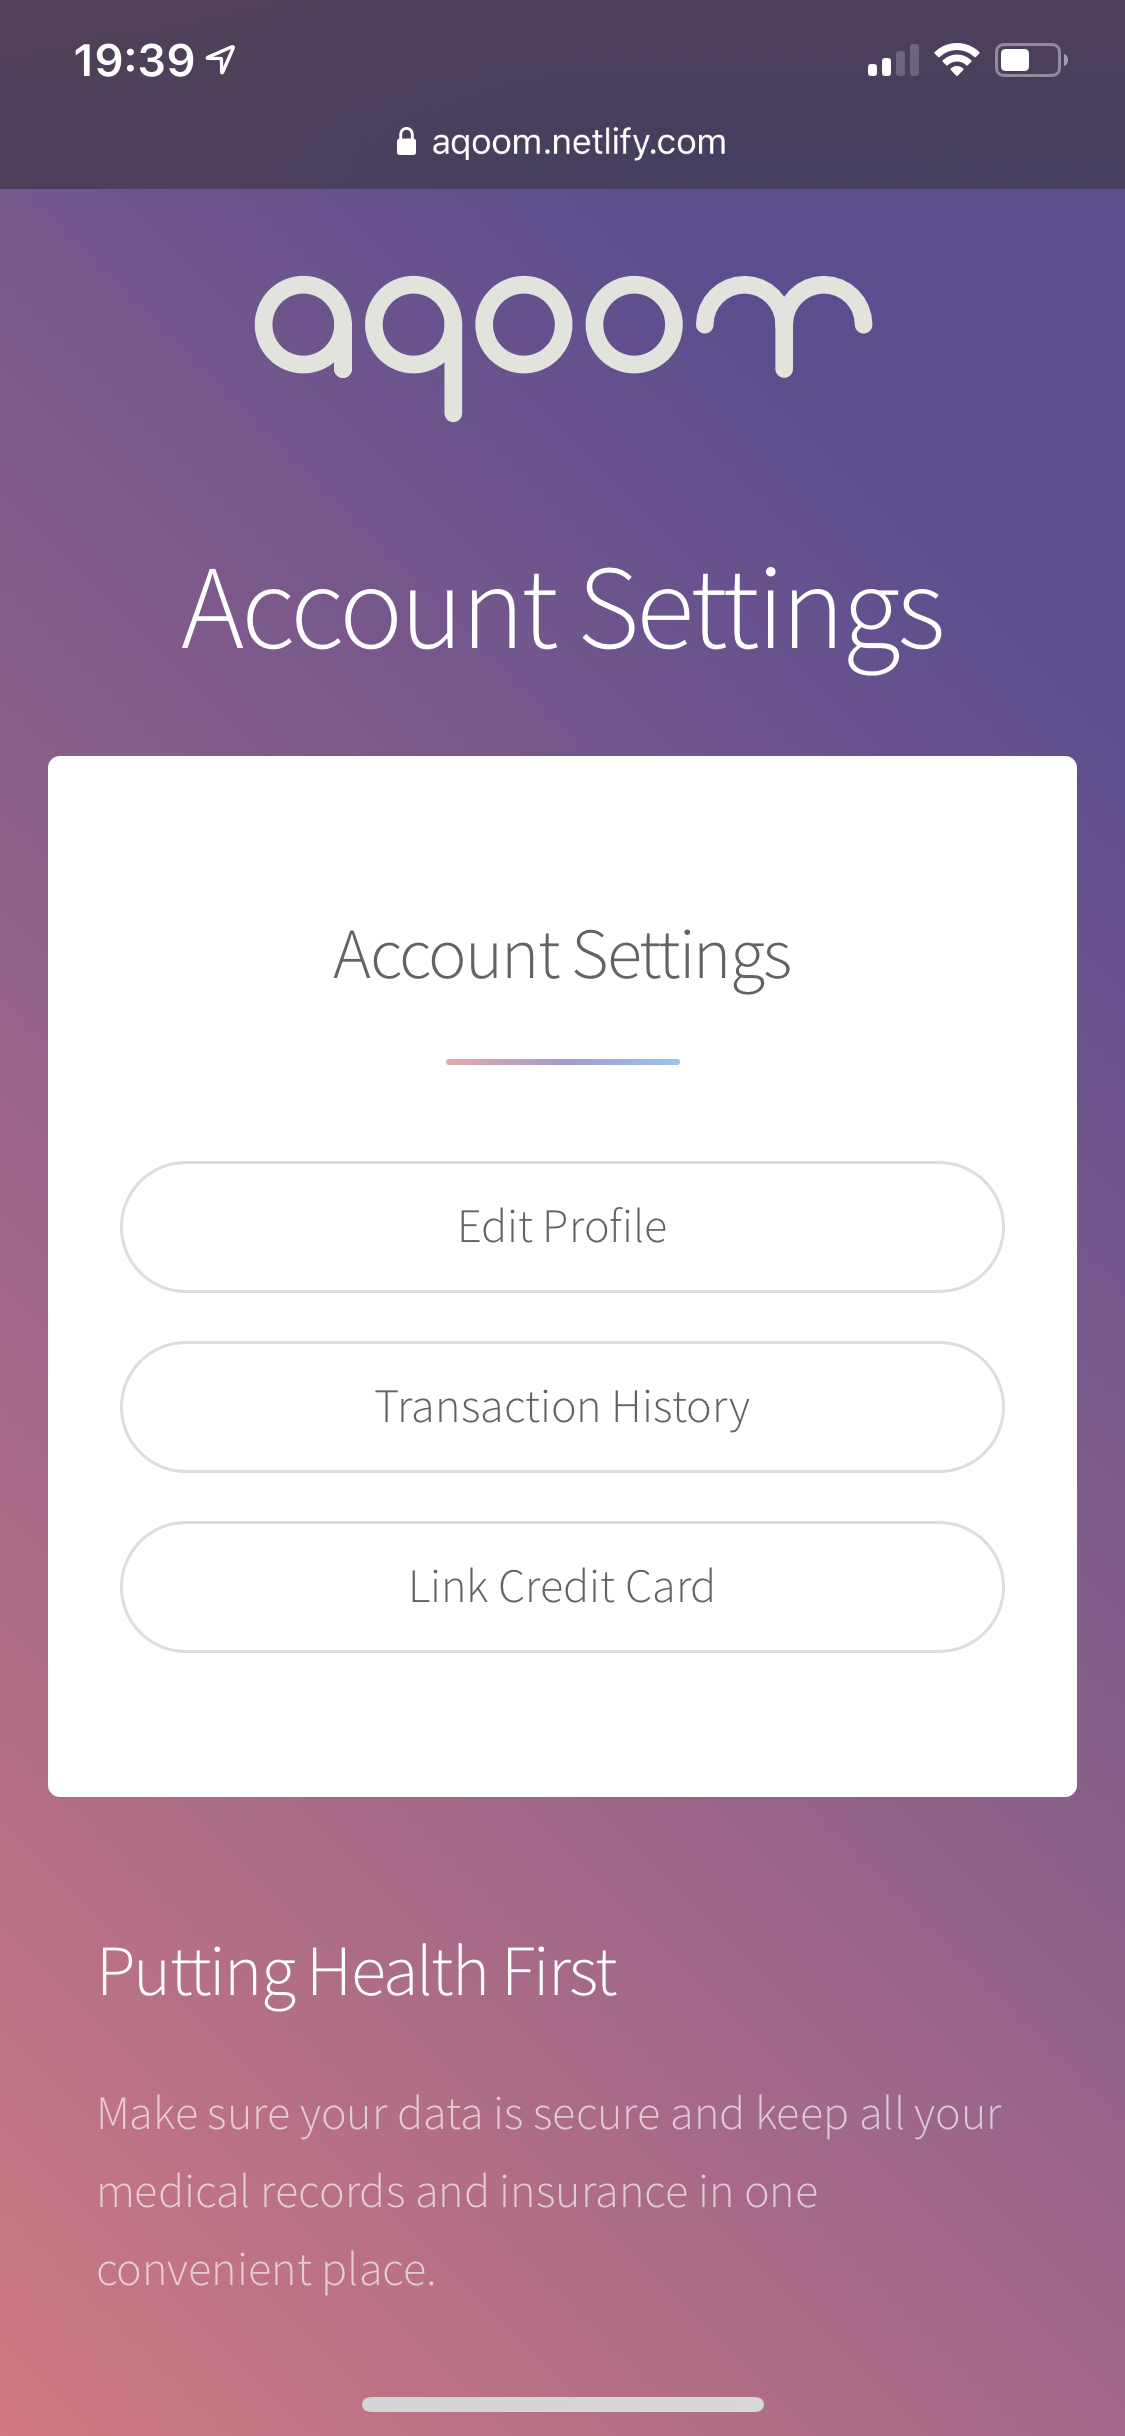 19:39
aqoom.netlify.com
aqoom
Account Settings
Account Settings
Edit Profile
Transaction History
Link Credit Card
Putting Health First
Make sure your data is secure and keep all your
medical records and insurance in one
convenient place.